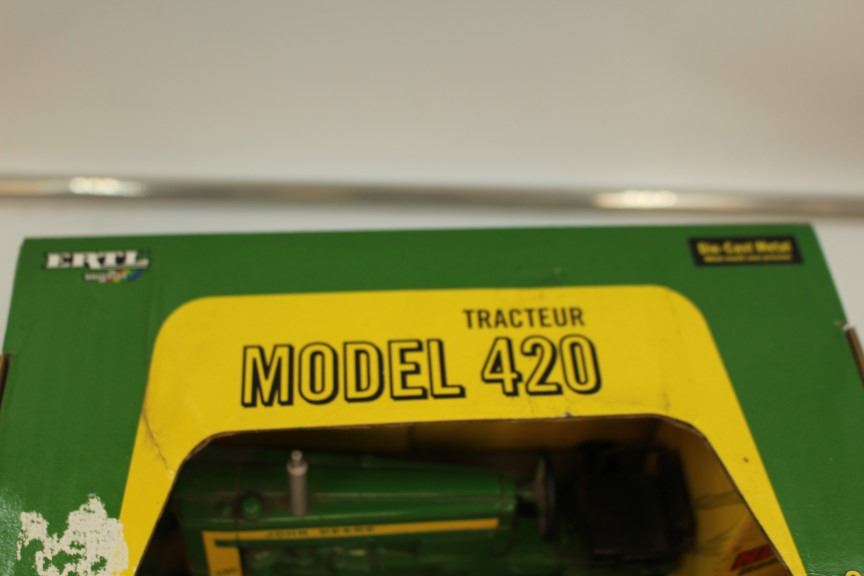 ERTL
Die-Cast Metal
TRACTEUR
MODEL 420
JOHN DEERE